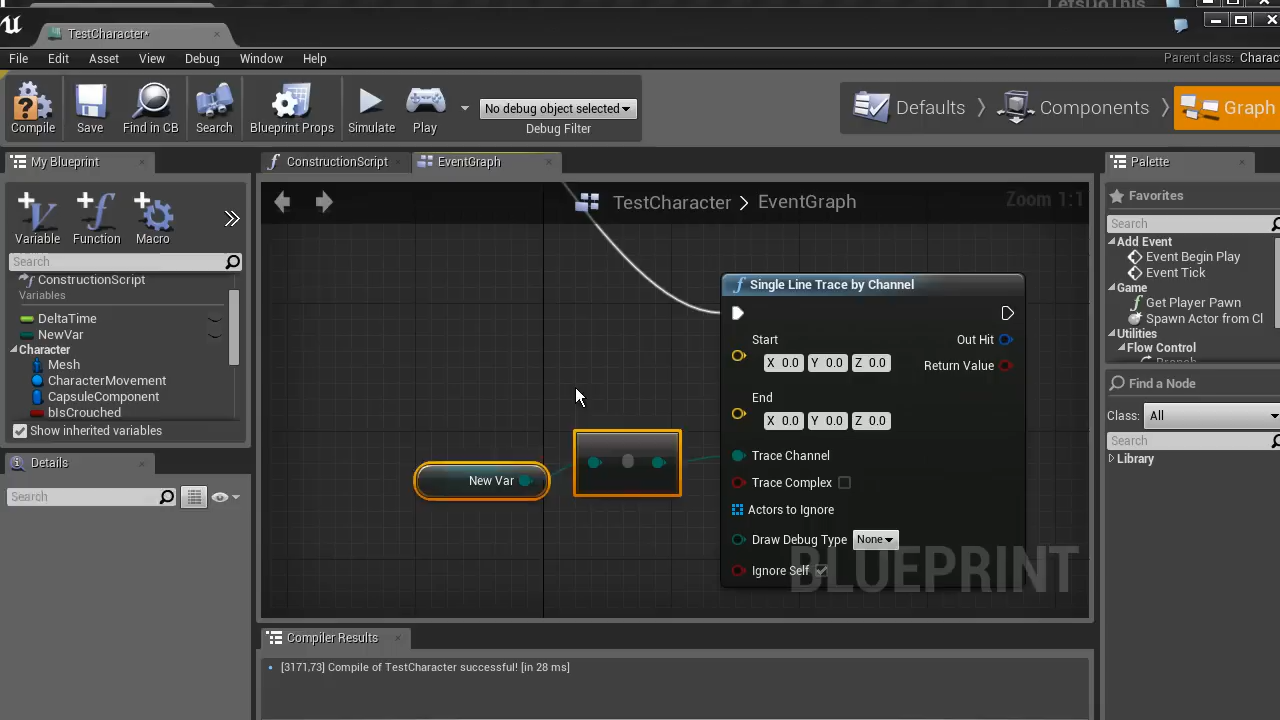 LetsDoThis
TestCharacter*
File Edit Asset View Debug Window Help
Parent class: Charac
Compile Save Find in CB Search Blueprint Props Simulate Play
No debug object selected
Debug Filter
Defaults Components Graph
My Blueprint
Variable Function Macro
Search
ConstructionScript
Variables
DeltaTime
NewVar
Character
Mesh
CharacterMovement
CapsuleComponent
bIsCrouched
Show inherited variables
Details
Search
ConstructionScript EventGraph
TestCharacter > EventGraph
Zoom 1:1
Single Line Trace by Channel
Start
X 0.0 Y 0.0 Z 0.0
Out Hit
Return Value
End
X 0.0 Y 0.0 Z 0.0
Trace Channel
Trace Complex
Actors to Ignore
Draw Debug Type None
Ignore Self
New Var
BLUEPRINT
Compiler Results
[3171,73] Compile of TestCharacter successful! [in 28 ms]
Palette
Favorites
Search
Add Event
Event Begin Play
Event Tick
Game
Get Player Pawn
Spawn Actor from Cl
Utilities
Flow Control
Branch
Find a Node
Class: All
Search
Library